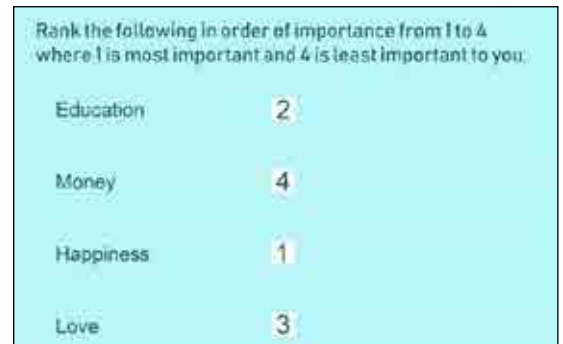 Rank the following in order of importance from 1 to 4
where 1 is most important and 4 is least important to you:
Education 2
Money 4
Happiness 1
Love 3